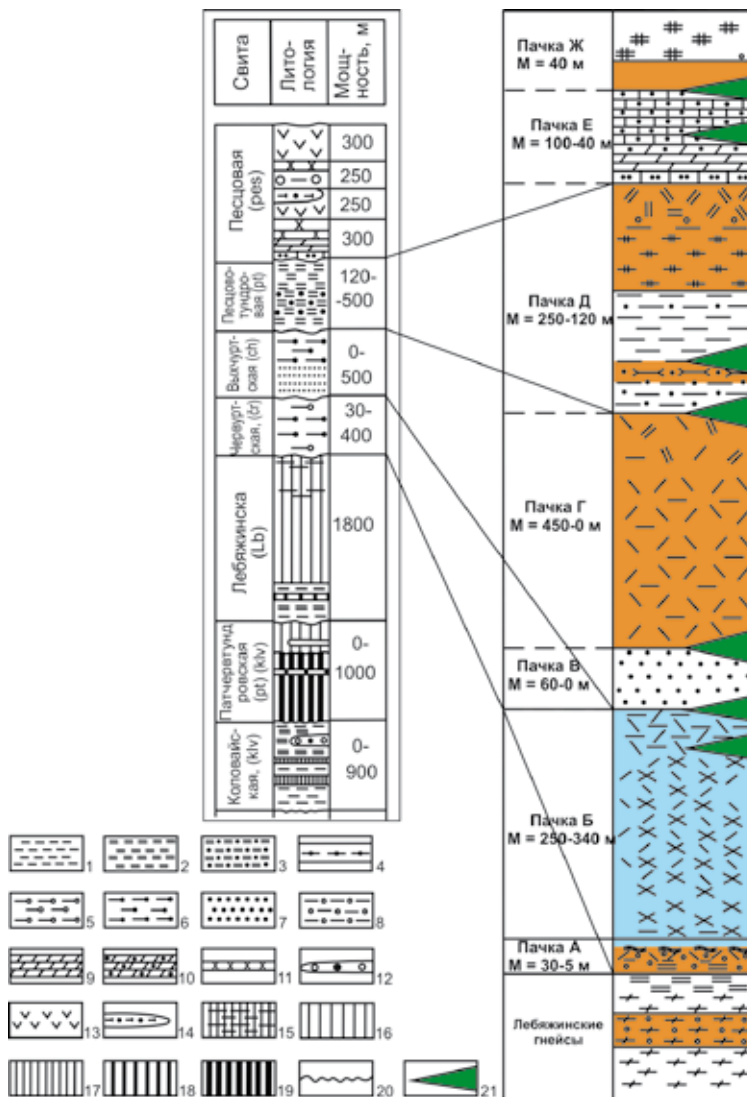 Свита
Лито-
логия
Мощ-
ность, м
Песцовая
(pes)
300
250
250
300
Песцово-
тундро-
вая (pt)
120-
-500
Выхчурт-
ская (ch)
0-
500
Червурт-
ская, (čr)
30-
400
Лебяжинска
(Lb)
1800
Патчервтунд
ровская
(pt) (klv)
0-
1000
Коловайс-
кая, (klv)
0-
900
Пачка Ж
М = 40 м
Пачка Е
М = 100-40 м
Пачка Д
М = 250-120 м
Пачка Г
М = 450-0 м
Пачка В
М = 60-0 м
Пачка Б
М = 250-340 м
Пачка А
М = 30-5 м
Лебяжинские
гнейсы
1
2
3
4
5
6
7
8
9
10
11
12
13
14
15
16
17
18
19
20
21